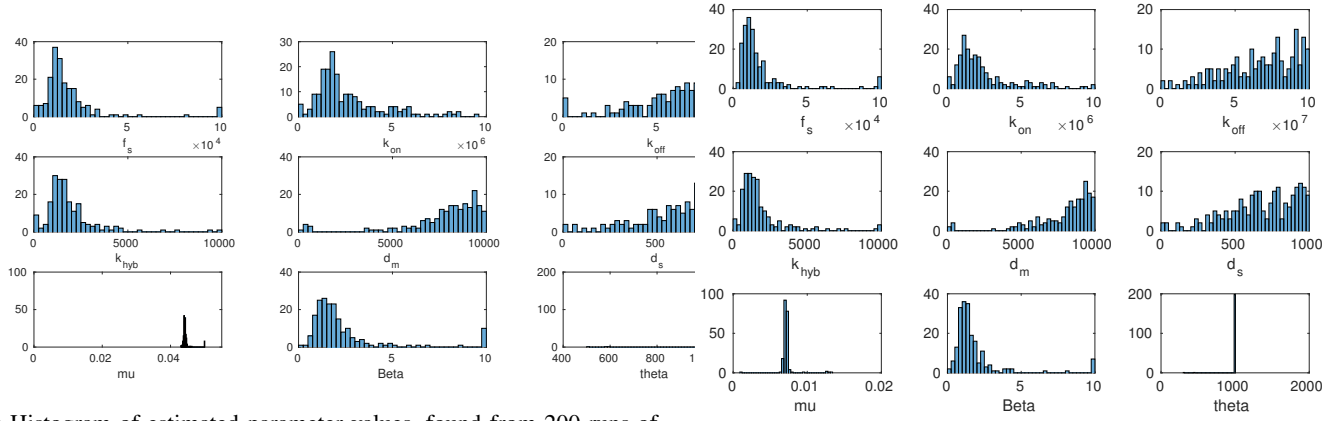 40
20
0
0 5 10
f_s ×10^4
30
20
10
0
0 5 10
k_on ×10^6
20
10
0
0 5
k_off
40
20
0
0 5000 10000
k_hyb
40
20
0
0 5000 10000
d_m
20
10
0
0 500
d_s
100
50
0
0 0.02 0.04
mu
40
20
0
0 5 10
Beta
200
100
0
400 600 800
theta
Histogram of estimated parameter values, found from 200 runs of
40
20
0
0 5 10
f_s ×10^4
40
20
0
0 5 10
k_on ×10^6
20
10
0
0 5 10
k_off ×10^7
40
20
0
0 5000 10000
k_hyb
40
20
0
0 5000 10000
d_m
20
10
0
0 500 1000
d_s
100
50
0
0 0.01 0.02
mu
40
20
0
0 5 10
Beta
200
100
0
0 1000 2000
theta